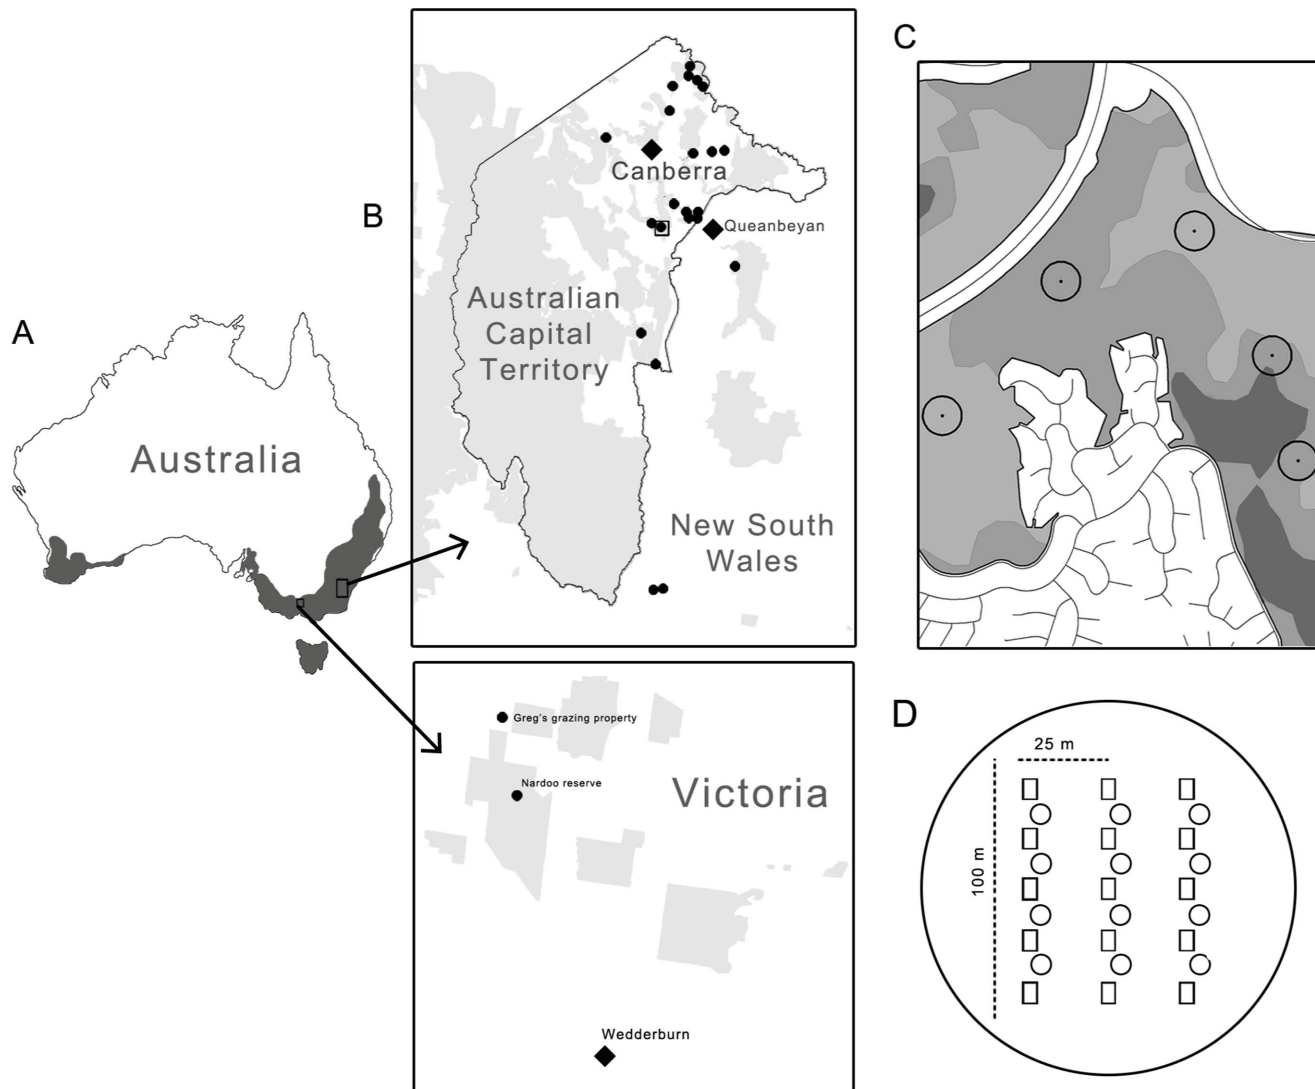 A
Australia
B
Canberra
Queanbeyan
Australian
Capital
Territory
New South
Wales
Greg's grazing property
Nardoo reserve
Victoria
Wedderburn
C
D
25 m
100 m